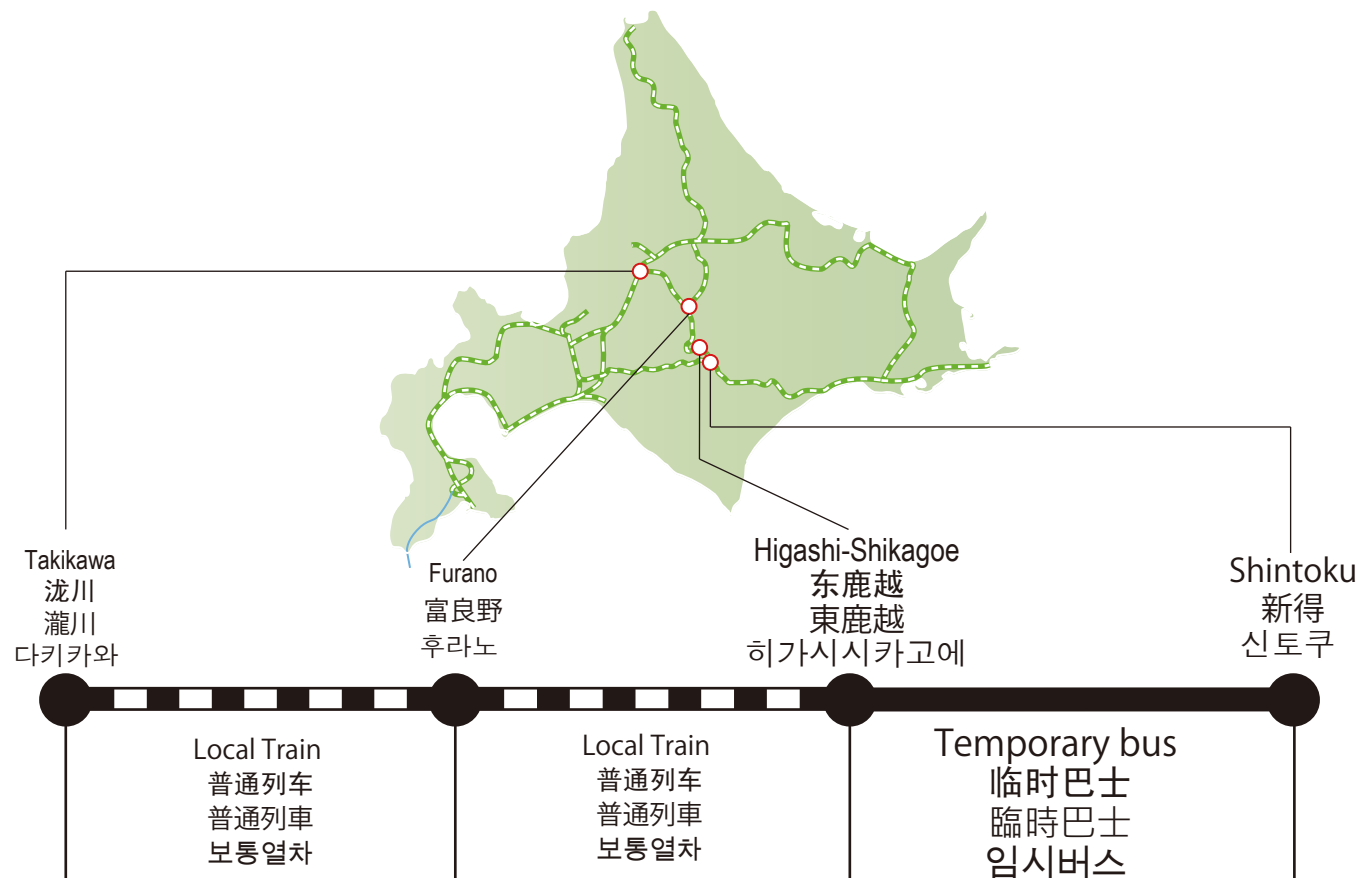 Takikawa
泷川
瀧川
다키카와
Furano
富良野
후라노
Higashi-Shikagoe
东鹿越
東鹿越
히가시시카고에
Shintoku
新得
신토쿠
Local Train
普通列车
普通列車
보통열차
Local Train
普通列车
普通列車
보통열차
Temporary bus
临时巴士
臨時巴士
임시버스